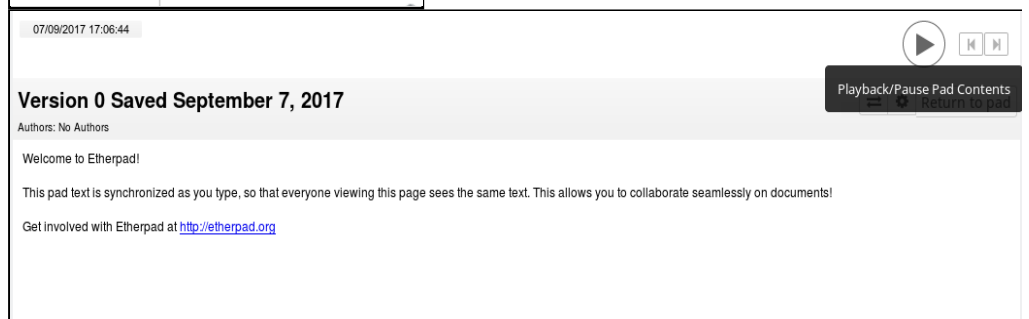 07/09/2017 17:06:44
Playback/Pause Pad Contents
Version 0 Saved September 7, 2017
Return to pad
Authors: No Authors
Welcome to Etherpad!
This pad text is synchronized as you type, so that everyone viewing this page sees the same text. This allows you to collaborate seamlessly on documents!
Get involved with Etherpad at http://etherpad.org